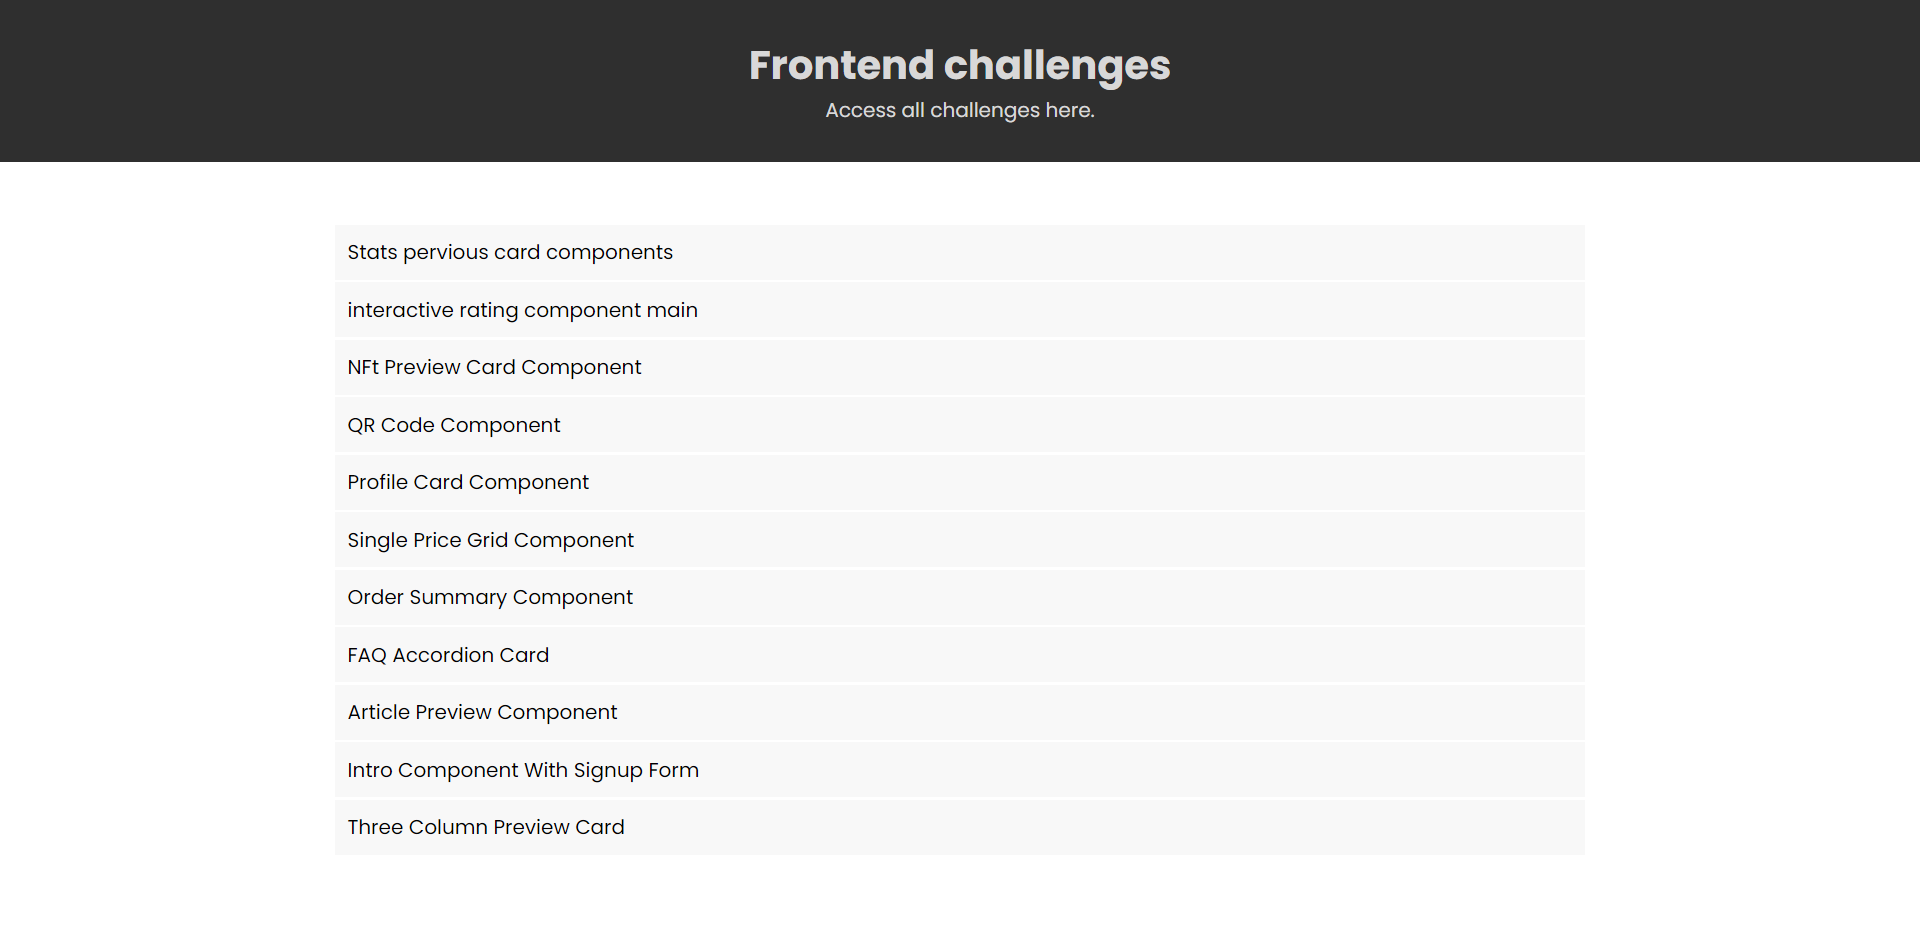 Frontend challenges
Access all challenges here.
Stats pervious card components
interactive rating component main
NFt Preview Card Component
QR Code Component
Profile Card Component
Single Price Grid Component
Order Summary Component
FAQ Accordion Card
Article Preview Component
Intro Component With Signup Form
Three Column Preview Card